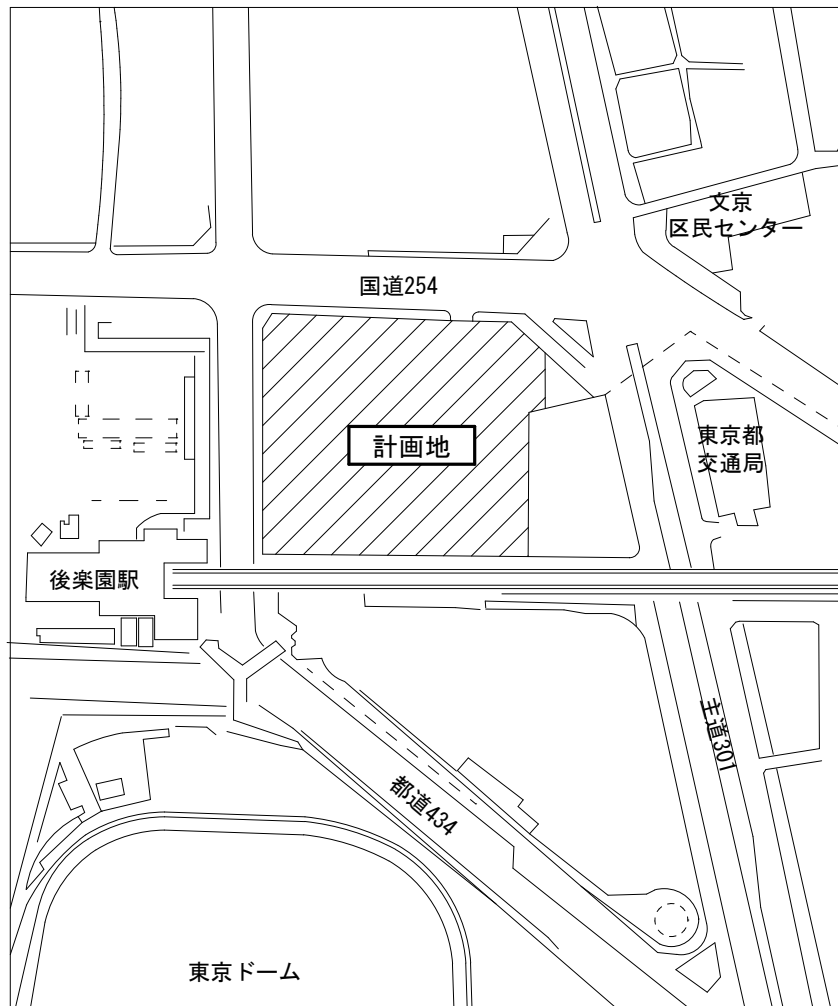 文京
区民センター
国道254
計画地
東京都
交通局
後楽園駅
主道301
都道434
東京ドーム